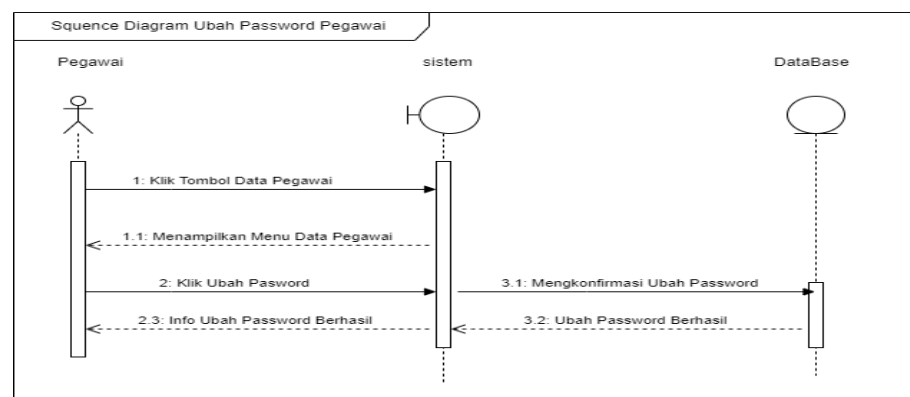 Squence Diagram Ubah Password Pegawai
Pegawai
sistem
DataBase
1: Klik Tombol Data Pegawai
1.1: Menampilkan Menu Data Pegawai
2: Klik Ubah Pasword
3.1: Mengkonfirmasi Ubah Password
2.3: Info Ubah Password Berhasil
3.2: Ubah Password Berhasil